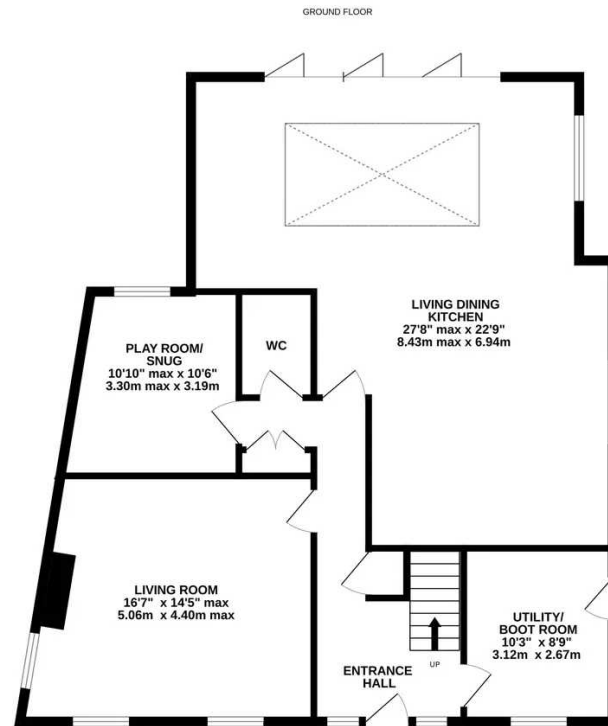 GROUND FLOOR
LIVING DINING
KITCHEN
27'8" max x 22'9"
8.43m max x 6.94m
PLAY ROOM/
SNUG
10'10" max x 10'6"
3.30m max x 3.19m
WC
LIVING ROOM
16'7" x 14'5" max
5.06m x 4.40m max
UTILITY/
BOOT ROOM
10'3" x 8'9"
3.12m x 2.67m
UP
ENTRANCE
HALL